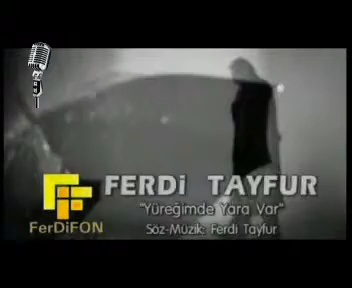 FERDi TAYFUR
"Yüreğimde Yara Var"
Söz-Müzik: Ferdi Tayfur
FerDiFON